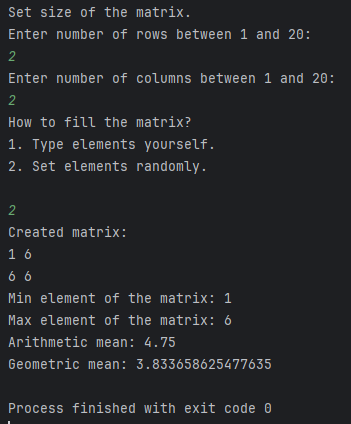 Set size of the matrix.
Enter number of rows between 1 and 20:
2
Enter number of columns between 1 and 20:
2
How to fill the matrix?
1. Type elements yourself.
2. Set elements randomly.
2
Created matrix:
1 6
6 6
Min element of the matrix: 1
Max element of the matrix: 6
Arithmetic mean: 4.75
Geometric mean: 3.833658625477635
Process finished with exit code 0